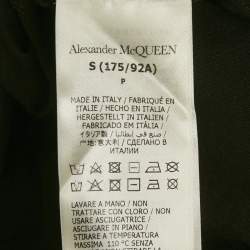 Alexander McQUEEN
S (175/92A)
P
MADE IN ITALY / FABRIQUÉ EN
ITALIE / HECHO EN ITALIA
HERGESTELLT IN ITALIEN /
FABRICADO EM ITÁLIA /
イタリア製 / صنع في إيطاليا
产地: 意大利 / СДЕЛАНО В
ИТАЛИИ
LAVARE A MANO / NON
TRATTARE CON CLORO / NON
USARE ASCIUGABIANCHERIA /
ASCIUGARE IN PIANO /
STIRARE A TEMPERATURA
MASSIMA 110 °C SENZA